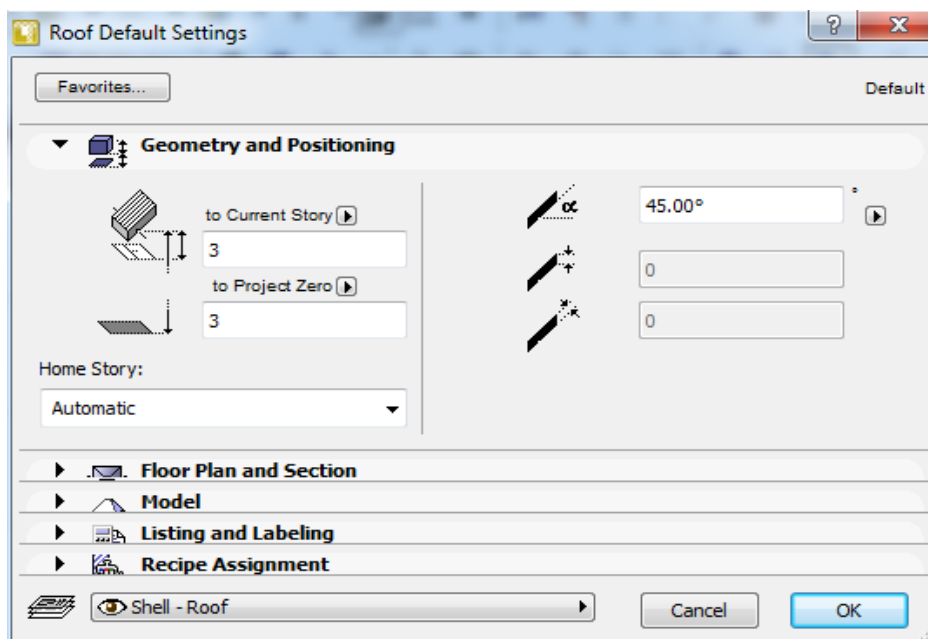 Roof Default Settings
?
Favorites...
Default
Geometry and Positioning
to Current Story
3
to Project Zero
3
Home Story:
Automatic
α
45.00°
°
0
0
Floor Plan and Section
Model
Listing and Labeling
Recipe Assignment
Shell - Roof
Cancel
OK